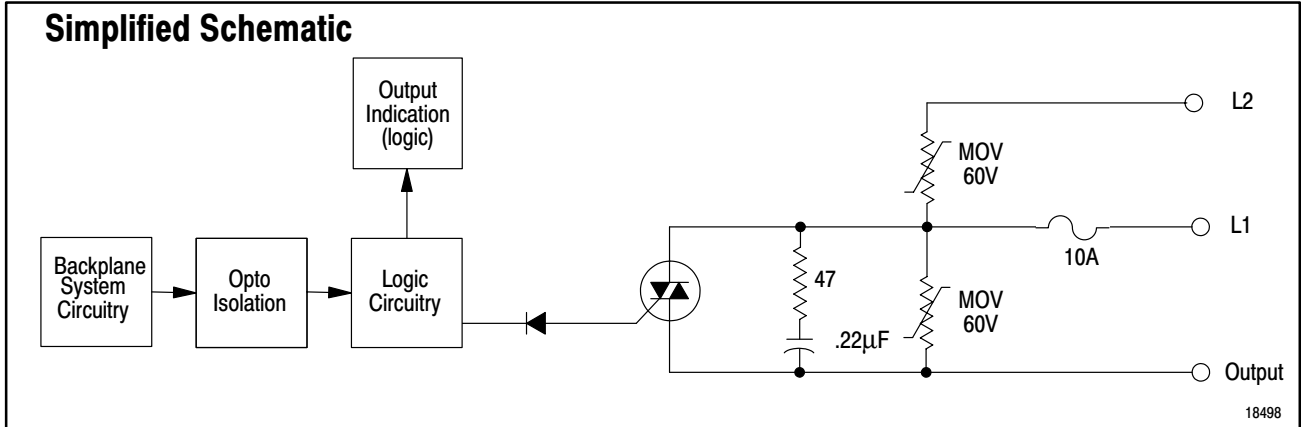 Simplified Schematic
Output
Indication
(logic)
L2
MOV
60V
L1
10A
Backplane
System
Circuitry
Opto
Isolation
Logic
Circuitry
47
.22μF
MOV
60V
Output
18498